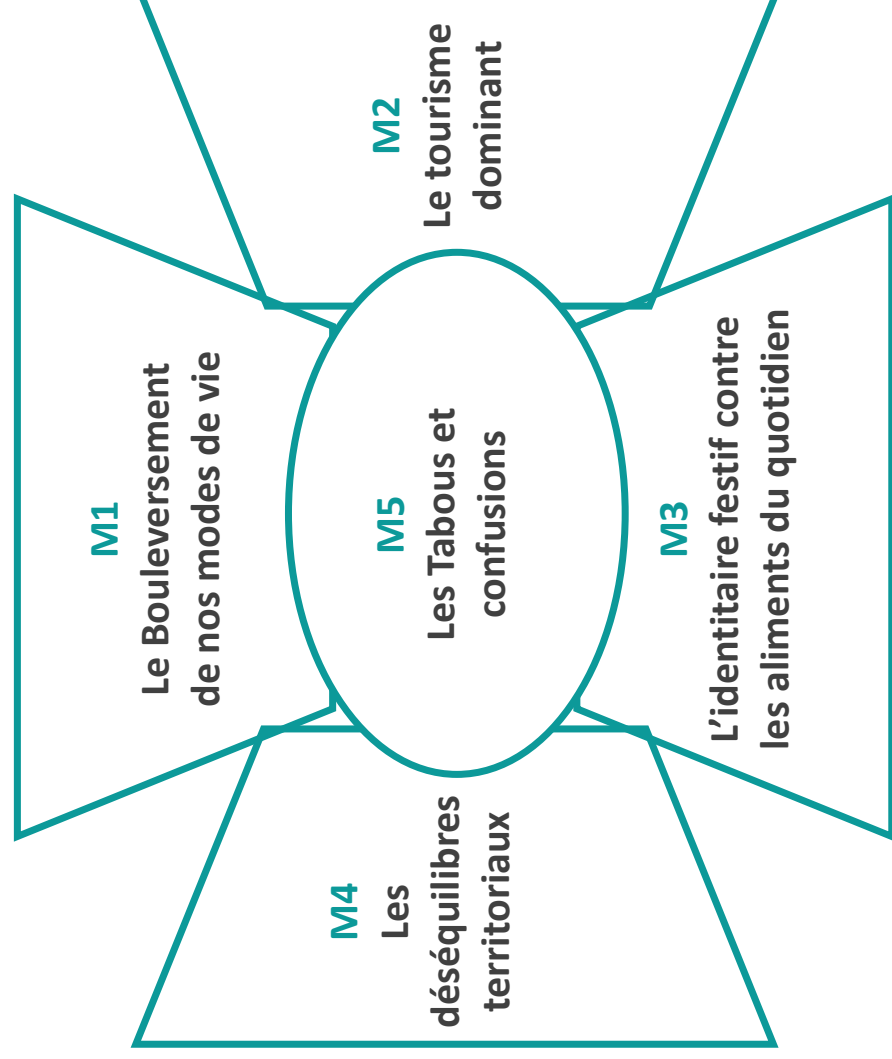 M1
Le Bouleversement
de nos modes de vie
M4
Les
déséquilibres
territoriaux
M5
Les Tabous et
confusions
M2
Le tourisme
dominant
M3
L’identitaire festif contre
les aliments du quotidien